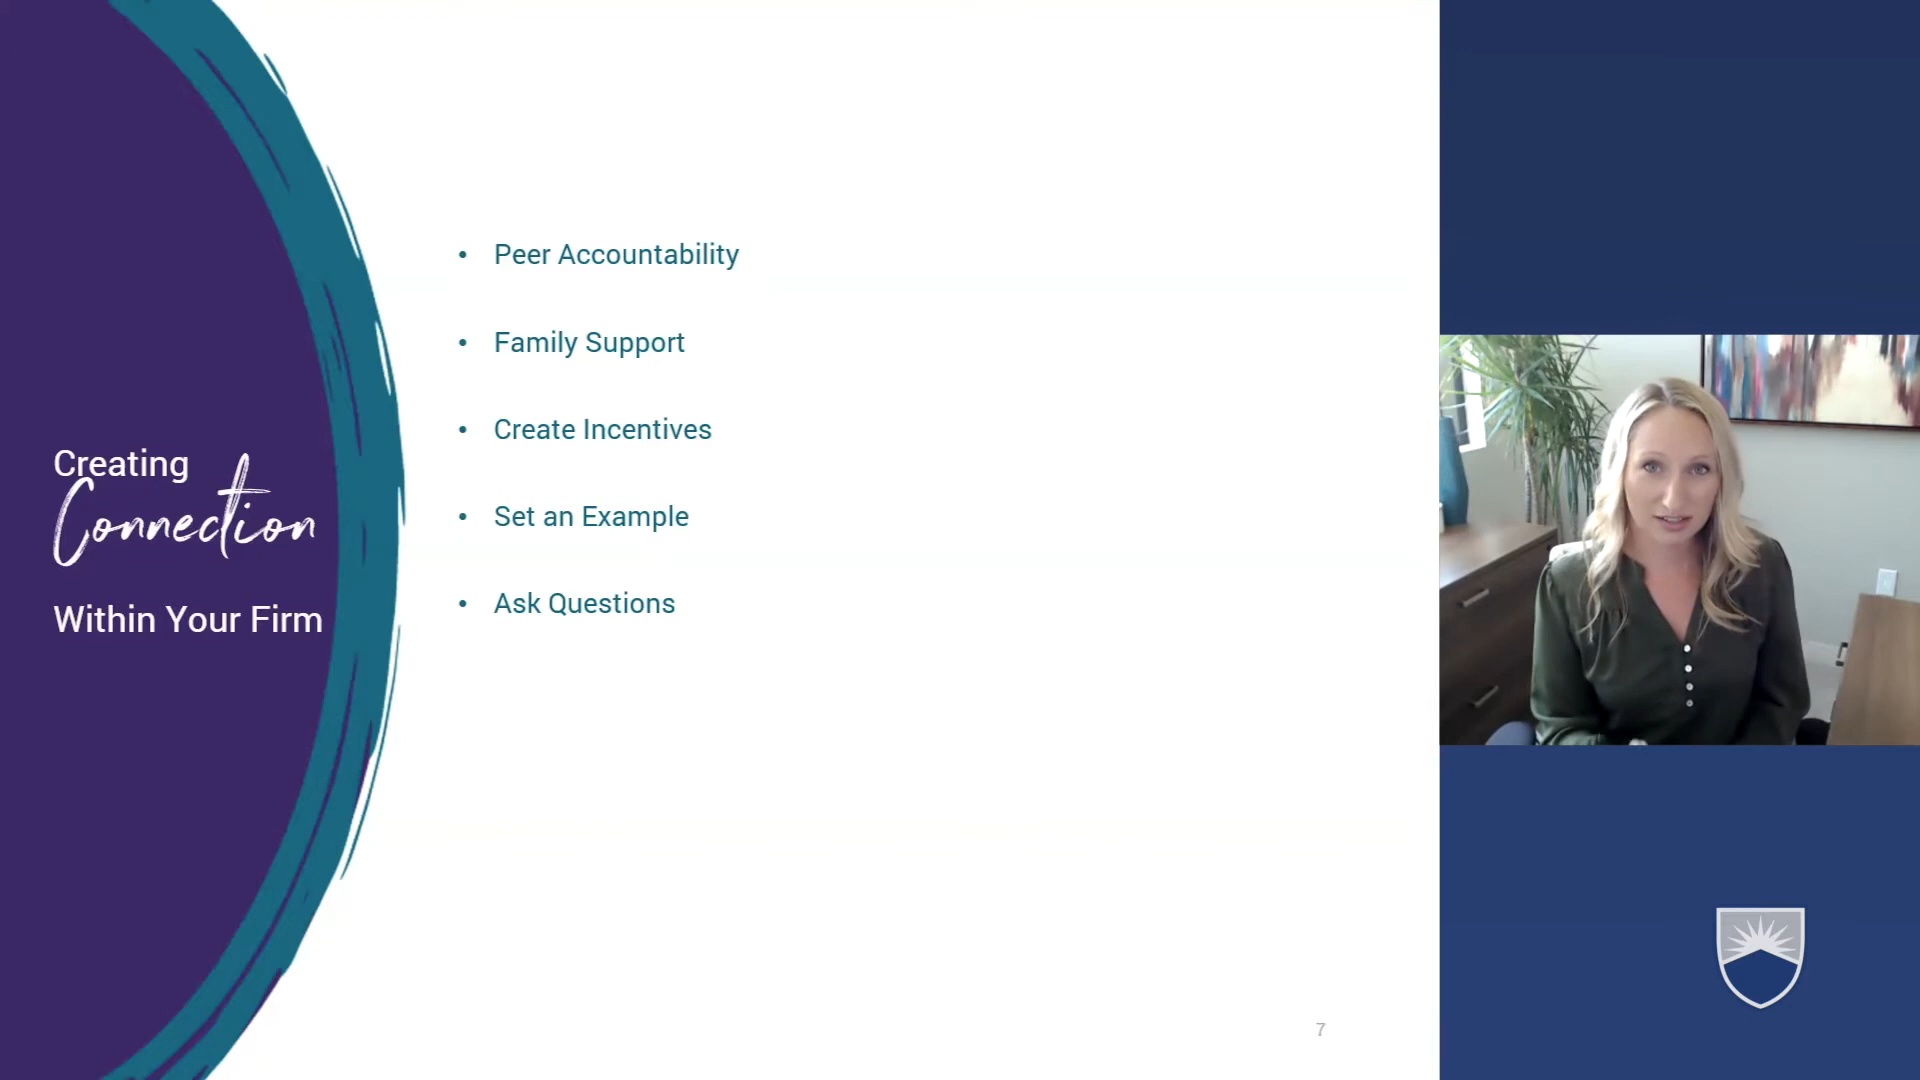 Creating
Connection
Within Your Firm
• Peer Accountability
• Family Support
• Create Incentives
• Set an Example
• Ask Questions
7